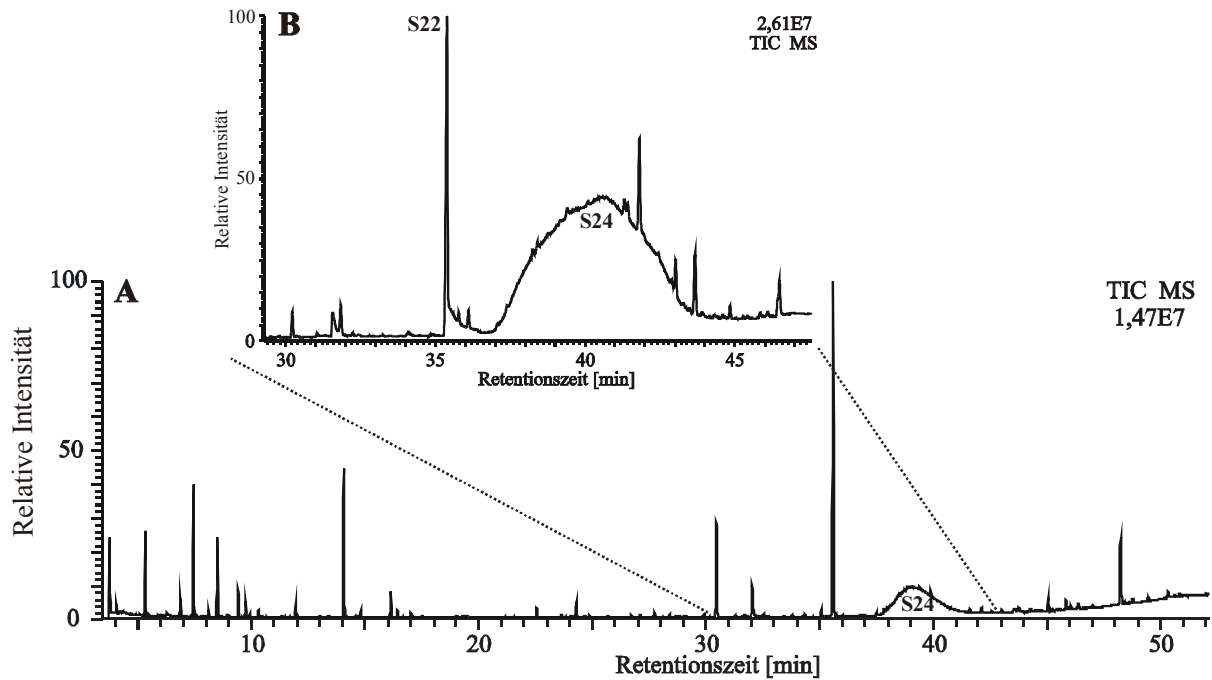 B
S22
2,61E7
TIC MS
100
50
0
Relative Intensität
S24
30 35 40 45
Retentionszeit [min]
A
TIC MS
1,47E7
100
50
0
Relative Intensität
S24
10 20 30 40 50
Retentionszeit [min]